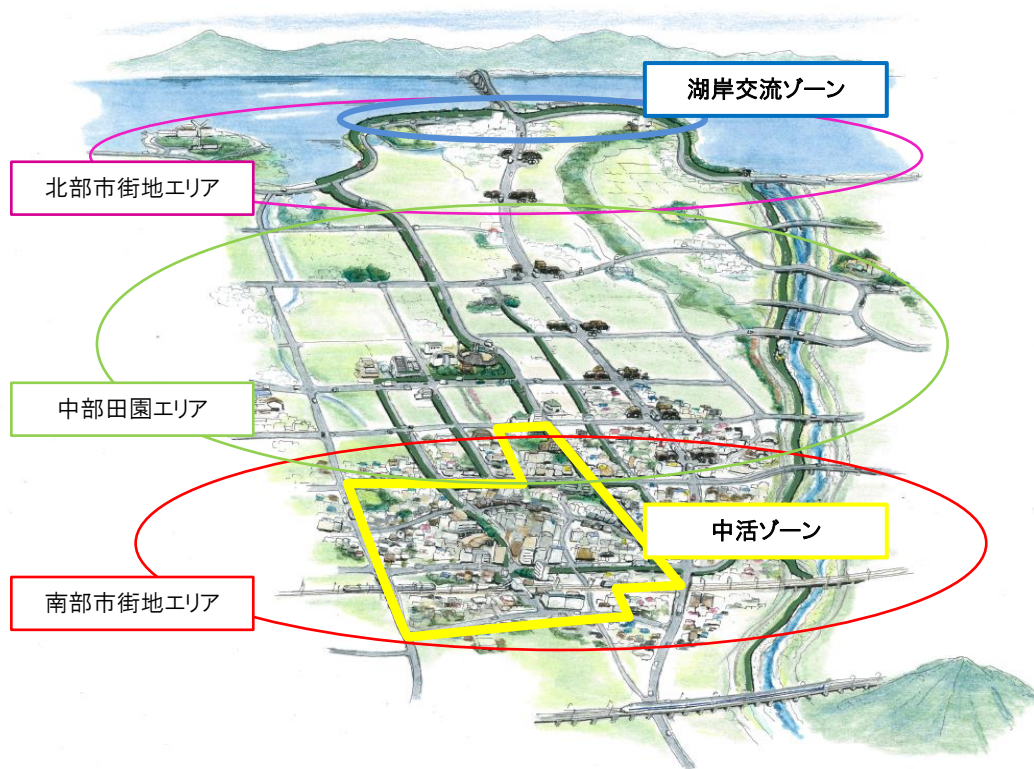 湖岸交流ゾーン
北部市街地エリア
中部田園エリア
中活ゾーン
南部市街地エリア